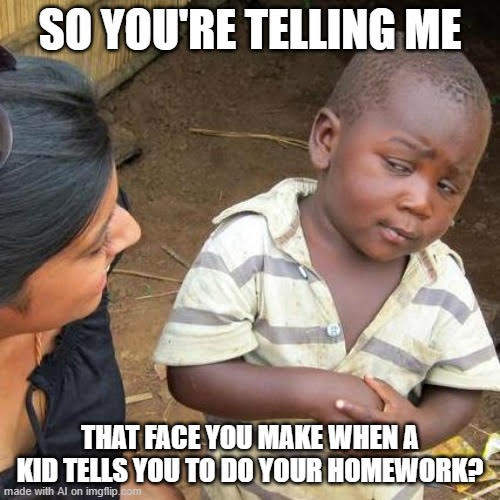 SO YOU'RE TELLING ME
THAT FACE YOU MAKE WHEN A
KID TELLS YOU TO DO YOUR HOMEWORK?
made with AI on imgflip.com